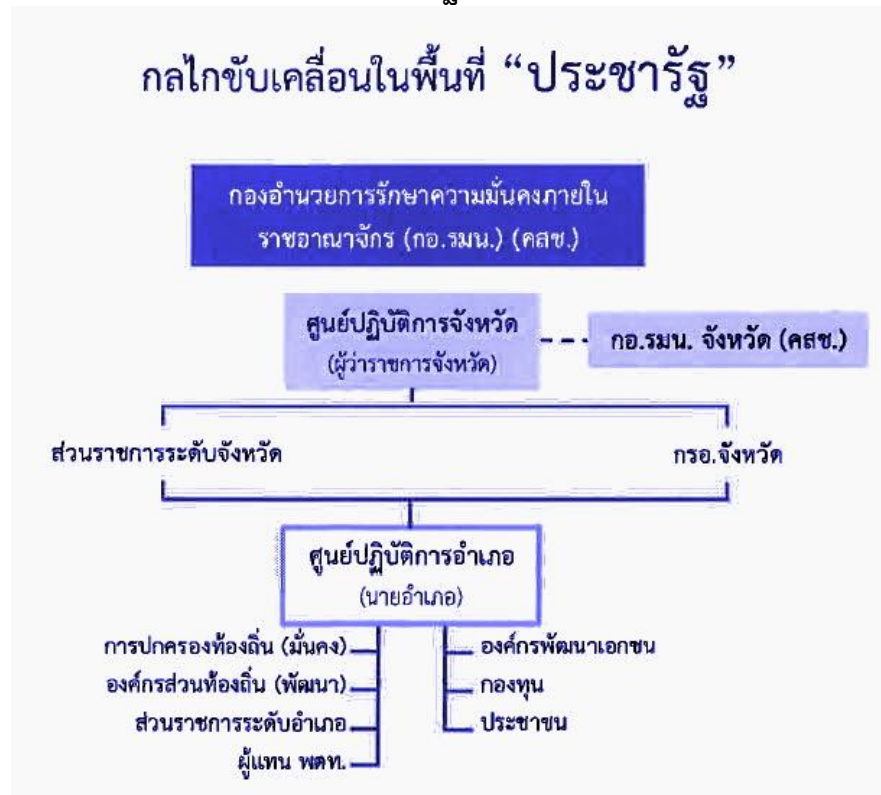 กลไกขับเคลื่อนในพื้นที่ “ประชารัฐ”
กองอำนวยการรักษาความมั่นคงภายใน
ราชอาณาจักร (กอ.รมน.) (คสช.)
ศูนย์ปฏิบัติการจังหวัด
(ผู้ว่าราชการจังหวัด)
กอ.รมน. จังหวัด (คสช.)
ส่วนราชการระดับจังหวัด
กรอ.จังหวัด
ศูนย์ปฏิบัติการอำเภอ
(นายอำเภอ)
การปกครองท้องถิ่น (มั่นคง)
องค์กรพัฒนาเอกชน
องค์กรส่วนท้องถิ่น (พัฒนา)
กองทุน
ส่วนราชการระดับอำเภอ
ประชาชน
ผู้แทน พตท.